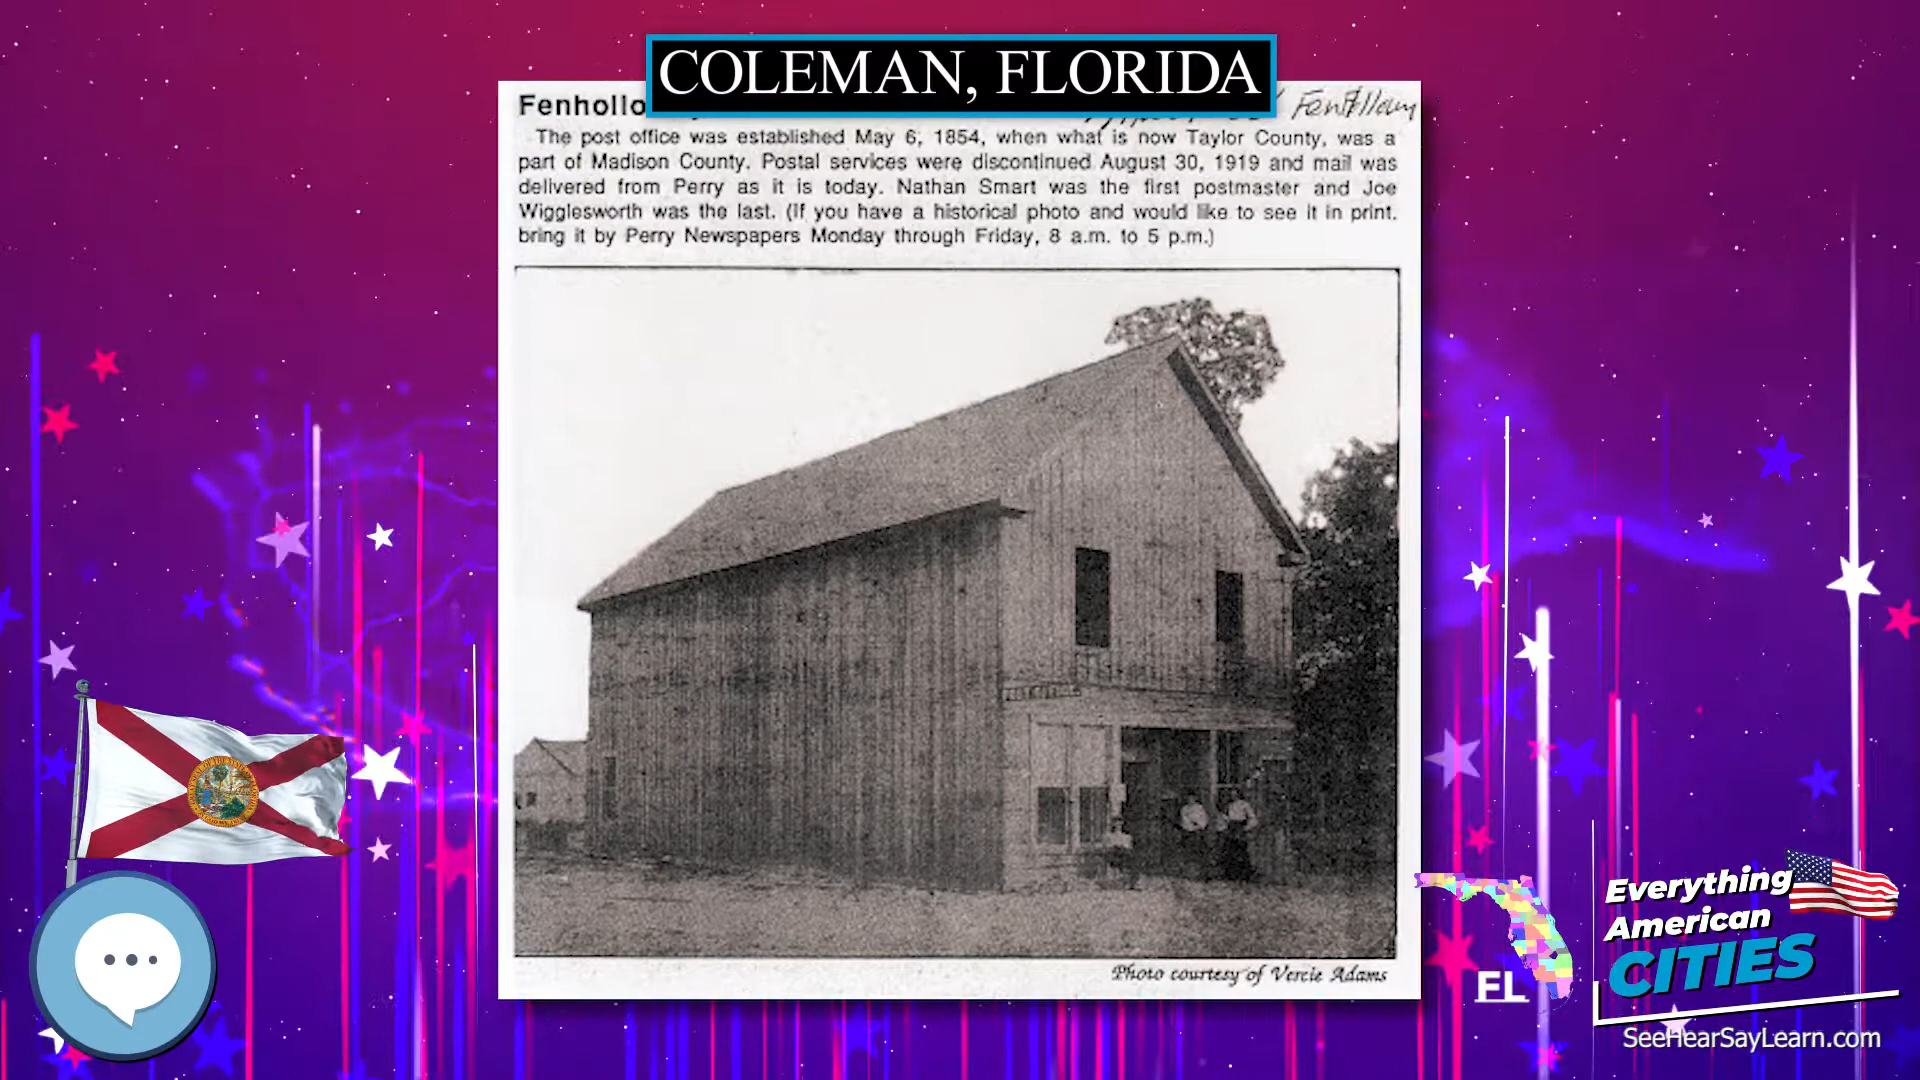 COLEMAN, FLORIDA
Fenhollo
Fenhollway
The post office was established May 6, 1854, when what is now Taylor County, was a
part of Madison County. Postal services were discontinued August 30, 1919 and mail was
delivered from Perry as it is today. Nathan Smart was the first postmaster and Joe
Wigglesworth was the last. (If you have a historical photo and would like to see it in print.
bring it by Perry Newspapers Monday through Friday, 8 a.m. to 5 p.m.)
Photo courtesy of Vercie Adams
FL
Everything
American
CITIES
SeeHearSayLearn.com